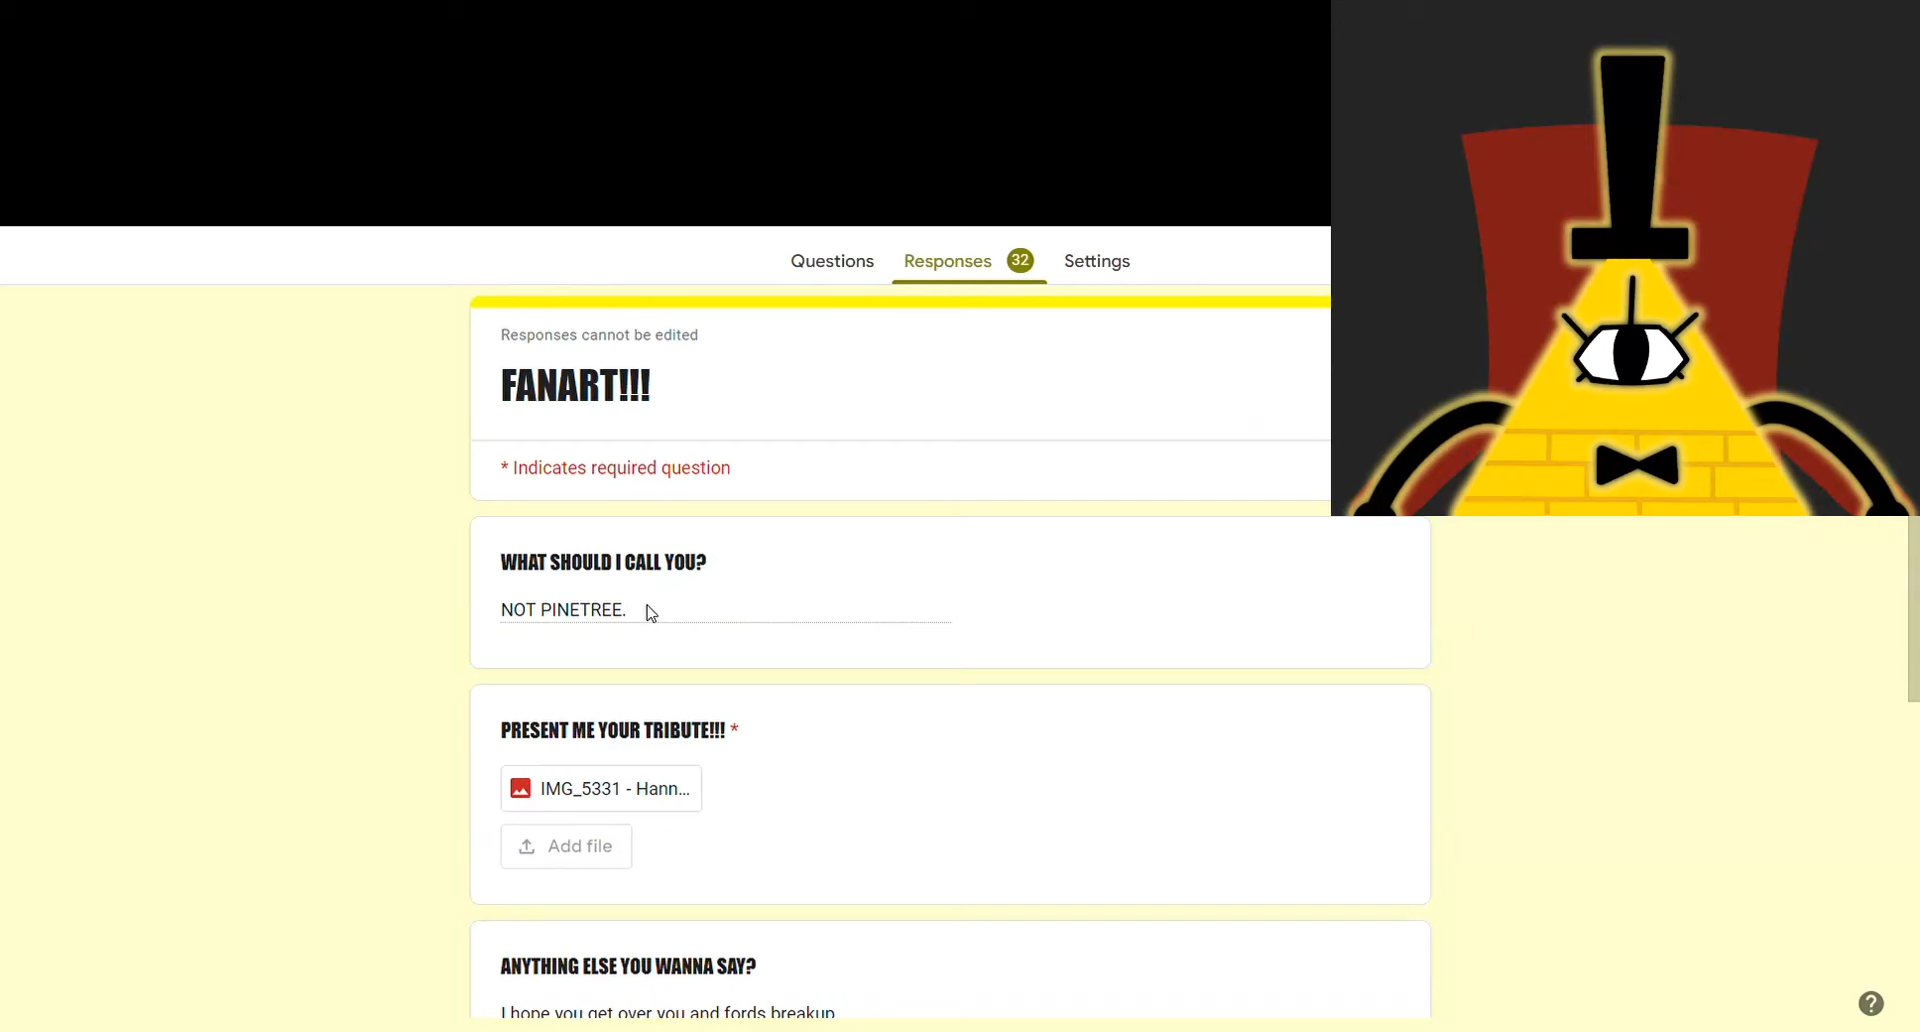 Questions Responses 32 Settings
Responses cannot be edited
FANART!!!
* Indicates required question
WHAT SHOULD I CALL YOU?
NOT PINETREE.
PRESENT ME YOUR TRIBUTE!!! *
IMG_5331 - Hann...
Add file
ANYTHING ELSE YOU WANNA SAY?
I hope you get over you and fords breakup
?